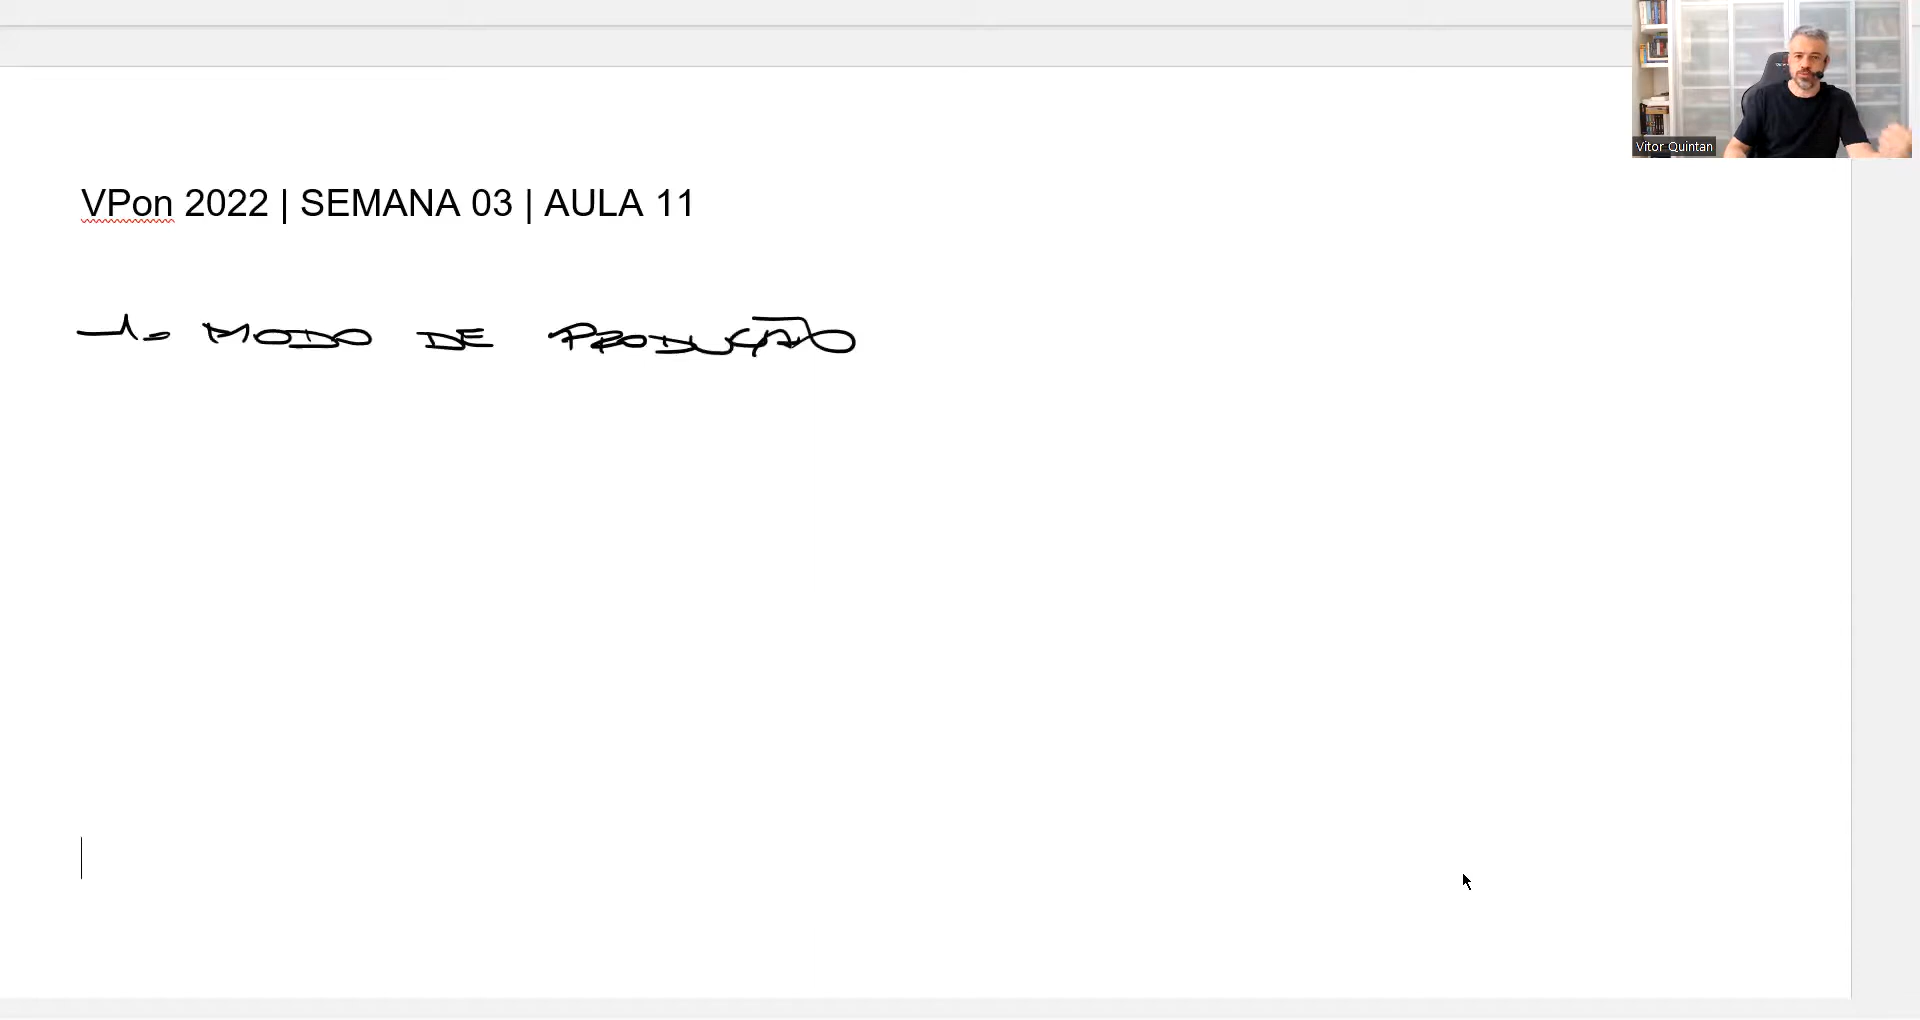 Vitor Quintan
VPon 2022 | SEMANA 03 | AULA 11
1- MODO DE PRODUÇÃO